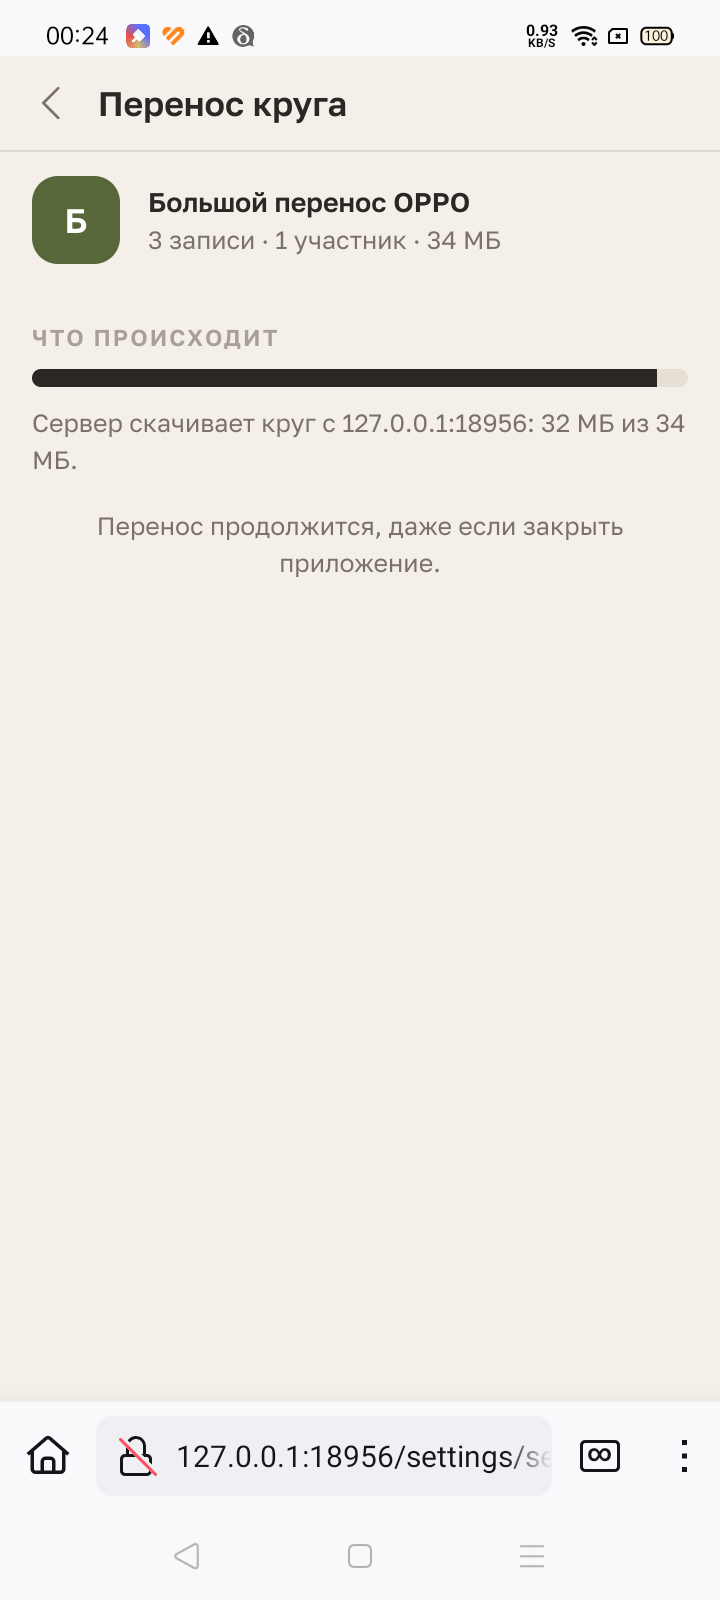 00:24
0.93
KB/S
100
Перенос круга
Б
Большой перенос OPPO
3 записи · 1 участник · 34 МБ
ЧТО ПРОИСХОДИТ
Сервер скачивает круг с 127.0.0.1:18956: 32 МБ из 34
МБ.
Перенос продолжится, даже если закрыть
приложение.
127.0.0.1:18956/settings/se